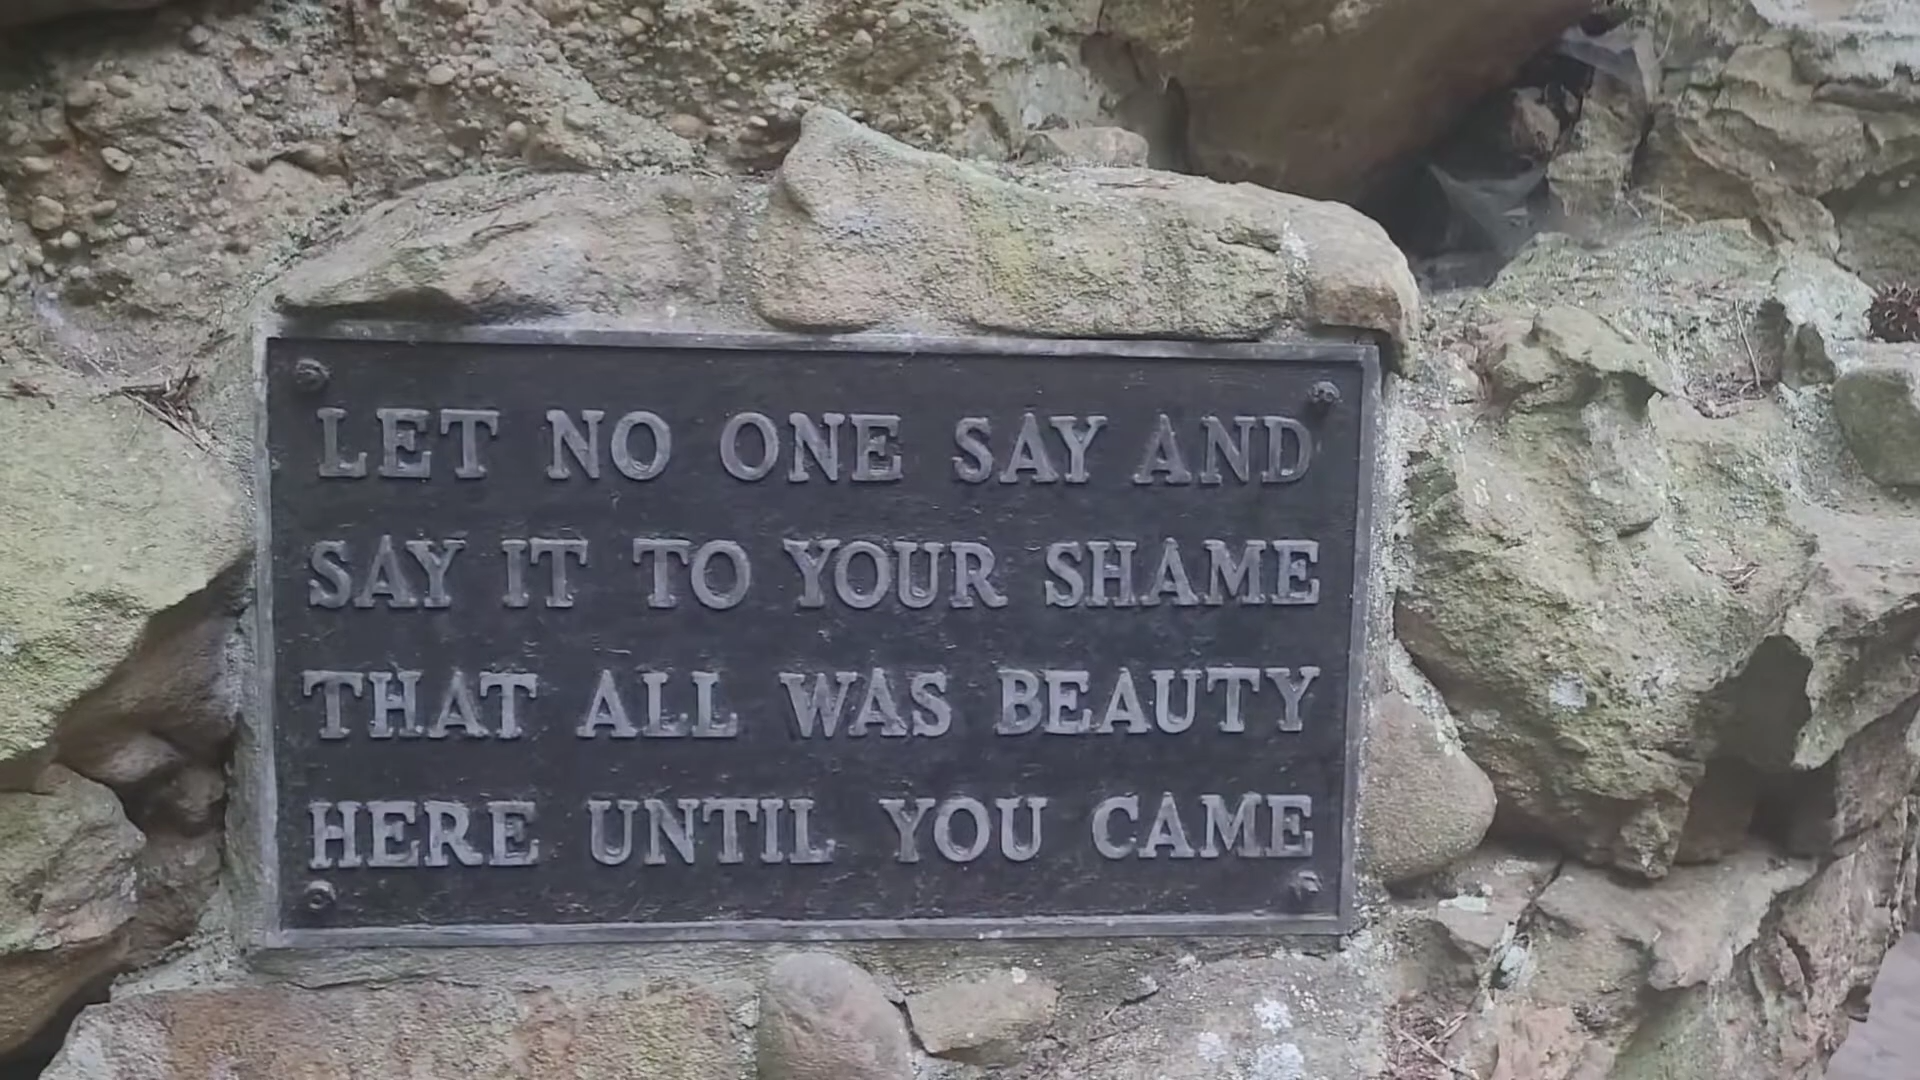 LET NO ONE SAY AND
SAY IT TO YOUR SHAME
THAT ALL WAS BEAUTY
HERE UNTIL YOU CAME